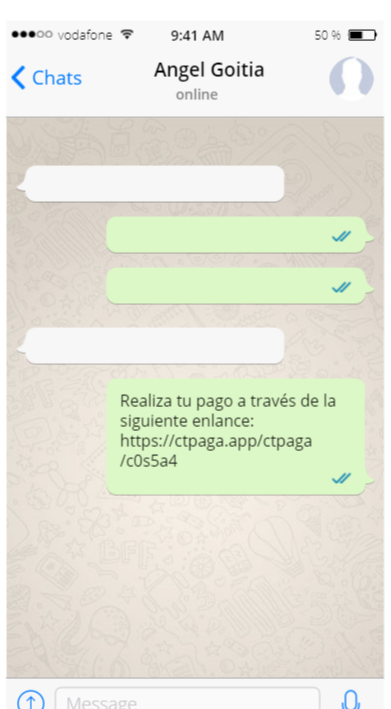 vodafone 9:41 AM 50 %
Chats Angel Goitia
online
Realiza tu pago a través de la
siguiente enlance:
https://ctpaga.app/ctpaga
/c0s5a4
BFF
Message